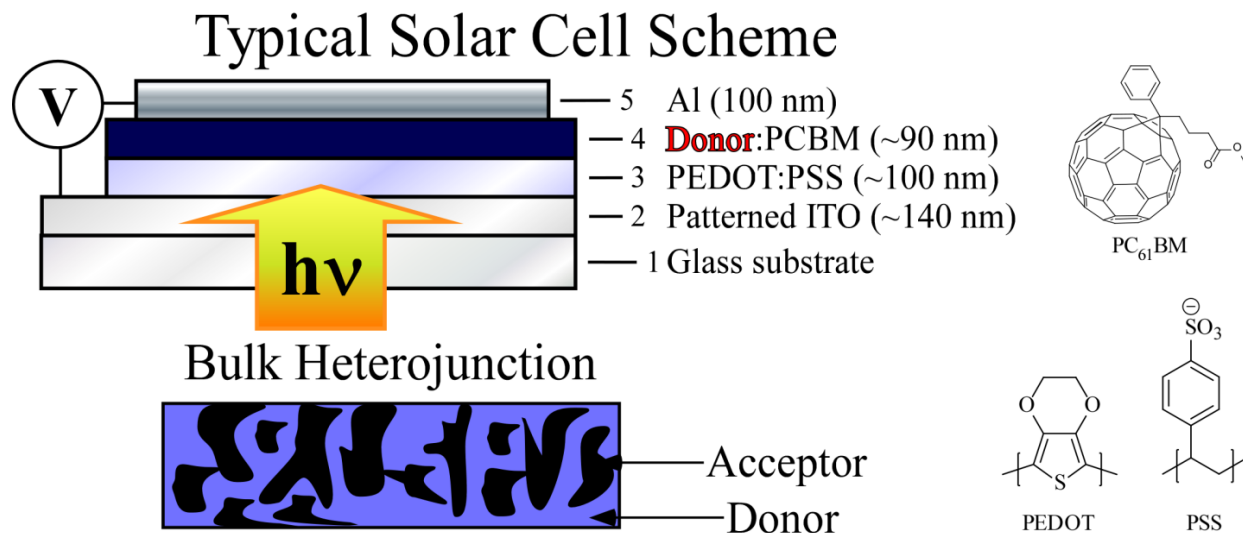 Typical Solar Cell Scheme
V
5 Al (100 nm)
4 Donor:PCBM (~90 nm)
3 PEDOT:PSS (~100 nm)
2 Patterned ITO (~140 nm)
1 Glass substrate
hν
O
O
PC61BM
Bulk Heterojunction
Acceptor
Donor
SO3
O O
S
PEDOT
PSS